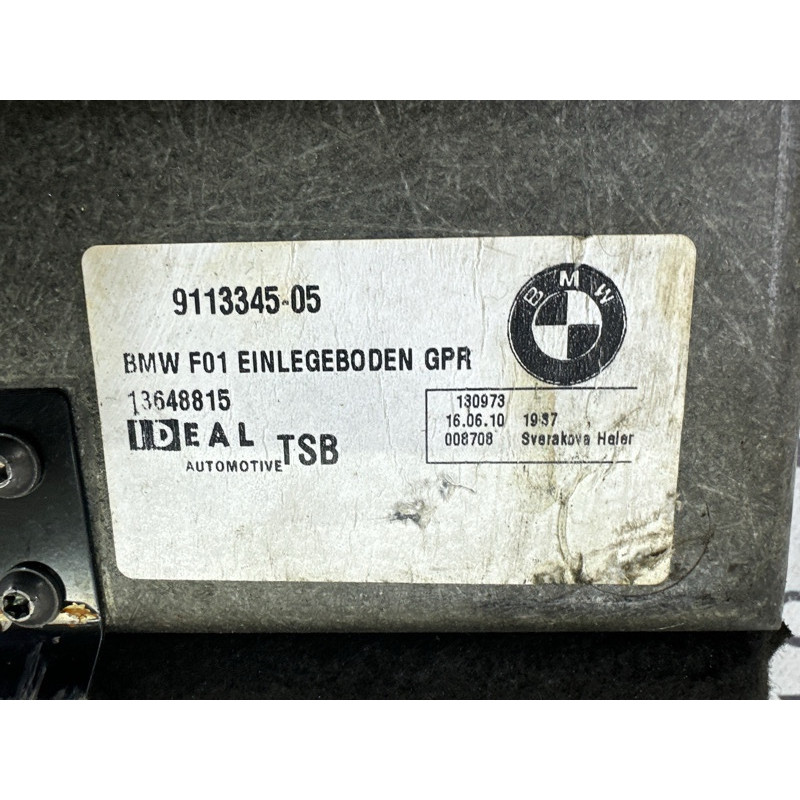 9113345-05
BMW
BMW F01 EINLEGEBODEN GPR
13648815
IDEAL
AUTOMOTIVE TSB
130973
16.06.10 19:37
008708 Sverakova Heler